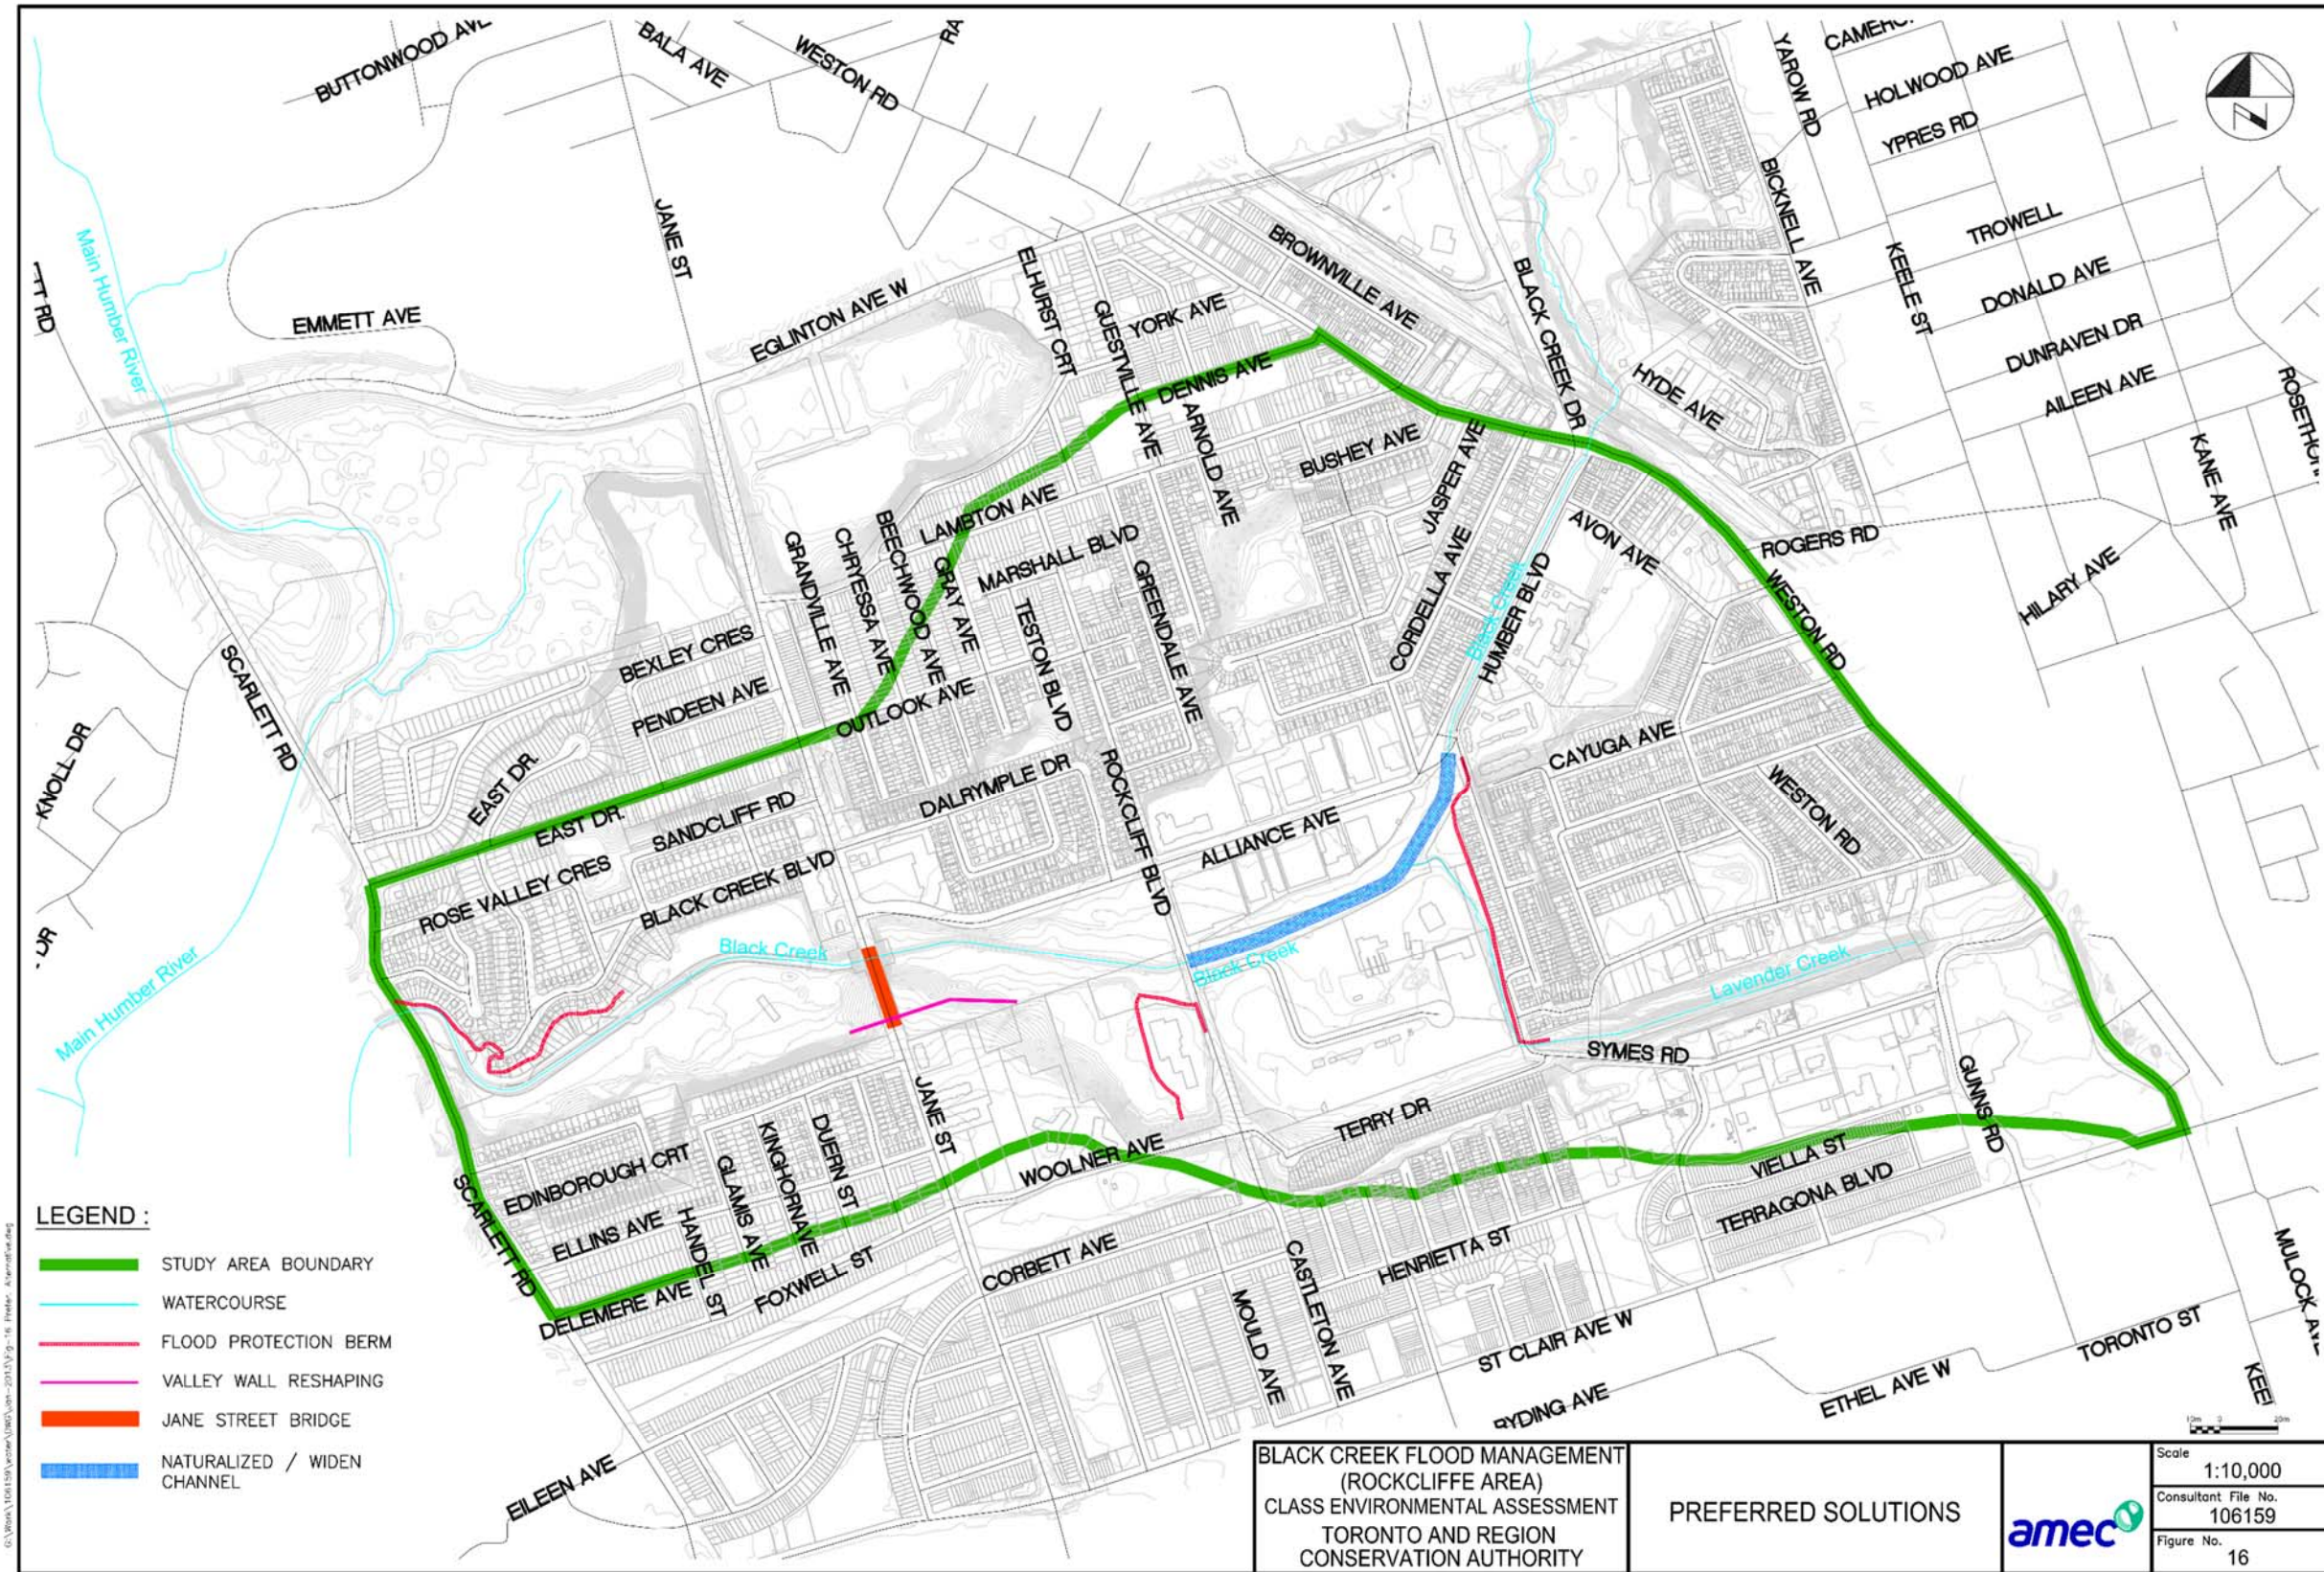 BUTTONWOOD AVE
BALA AVE
WESTON RD
RA
CAMERO
YAROW RD
HOLWOOD AVE
YPRES RD
BICKNELL AVE
TROWELL
KEELE ST
DONALD AVE
DUNRAVEN DR
AILEEN AVE
KANE AVE
HILARY AVE
ROGERS RD
Main Humber River
TT RD
EMMETT AVE
JANE ST
EGLINTON AVE W
ELHURST CRT
GUESTVILLE AVE
YORK AVE
BROWNVILLE AVE
BLACK CREEK DR
HYDE AVE
DENNIS AVE
ARNOLD AVE
BUSHEY AVE
JASPER AVE
CORDELLA AVE
Black Creek
HUMBER BLVD
AVON AVE
WESTON RD
LAMBTON AVE
MARSHALL BLVD
GRANDVILLE AVE
CHRYESSA AVE
BEECHWOOD AVE
GRAY AVE
TESTON BLVD
GREENDALE AVE
OUTLOOK AVE
BEXLEY CRES
PENDEEN AVE
SCARLETT RD
KNOLL DR
DR
EAST DR.
EAST DR.
SANDCLIFF RD
ROSE VALLEY CRES
BLACK CREEK BLVD
DALRYMPLE DR
ROCKCLIFF BLVD
ALLIANCE AVE
CAYUGA AVE
WESTON RD
Black Creek
Black Creek
Lavender Creek
Main Humber River
SYMES RD
GUNNS RD
TERRY DR
VIELLA ST
TERRAGONA BLVD
JANE ST
WOOLNER AVE
EDINBOROUGH CRT
ELLINS AVE
HANDEL ST
GLAMIS AVE
KINGHORN AVE
DUERN ST
FOXWELL ST
DELEMERE AVE
SCARLETT RD
CORBETT AVE
MOULD AVE
CASTLETON AVE
HENRIETTA ST
ST CLAIR AVE W
RYDING AVE
ETHEL AVE W
TORONTO ST
MULOCK AVE
KEEL
EILEEN AVE
LEGEND :
STUDY AREA BOUNDARY
WATERCOURSE
FLOOD PROTECTION BERM
VALLEY WALL RESHAPING
JANE STREET BRIDGE
NATURALIZED / WIDEN
CHANNEL
10m 0 20m
BLACK CREEK FLOOD MANAGEMENT
(ROCKCLIFFE AREA)
CLASS ENVIRONMENTAL ASSESSMENT
TORONTO AND REGION
CONSERVATION AUTHORITY
PREFERRED SOLUTIONS
amec
Scale
1:10,000
Consultant File No.
106159
Figure No.
16